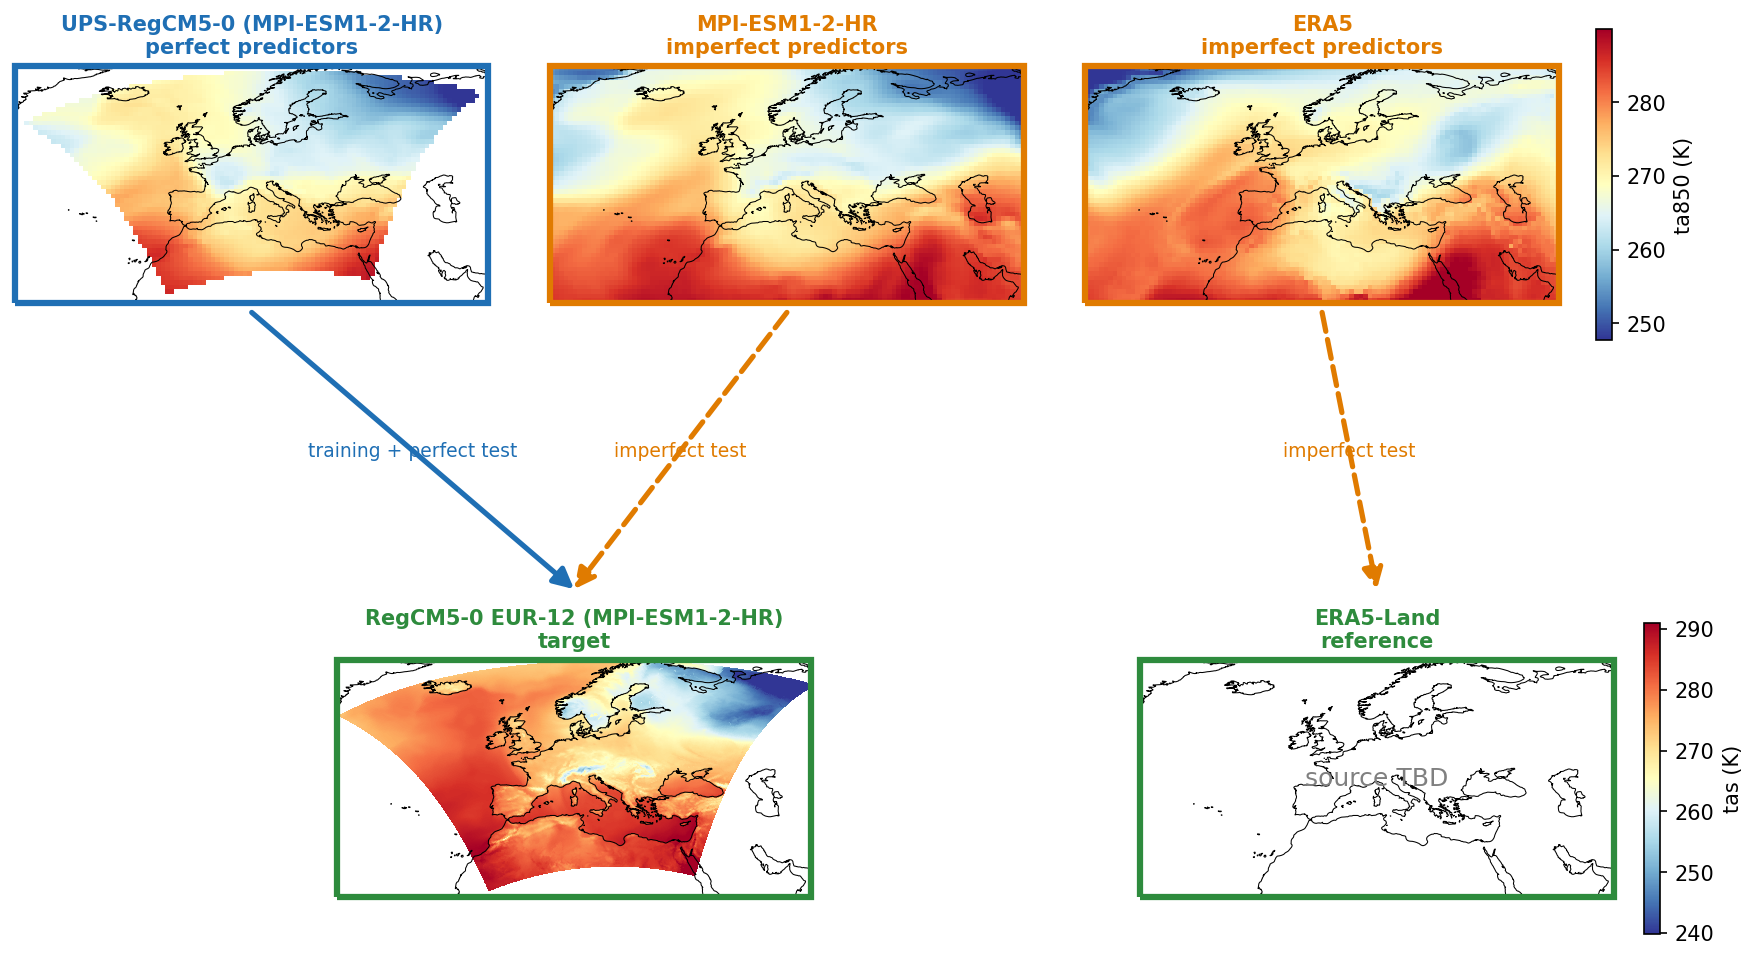 UPS-RegCM5-0 (MPI-ESM1-2-HR)
perfect predictors
MPI-ESM1-2-HR
imperfect predictors
ERA5
imperfect predictors
280
270
260
250
ta850 (K)
training + perfect test
imperfect test
imperfect test
RegCM5-0 EUR-12 (MPI-ESM1-2-HR)
target
ERA5-Land
reference
source TBD
290
280
270
260
250
240
tas (K)